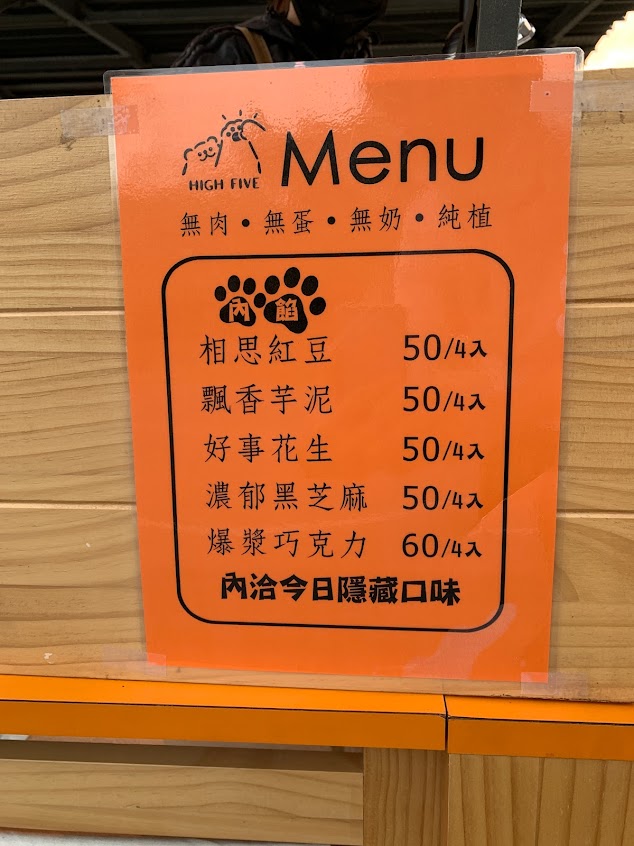 HIGH FIVE
Menu
無肉•無蛋•無奶•純植
內餡
相思紅豆 50/4入
飄香芋泥 50/4入
好事花生 50/4入
濃郁黑芝麻 50/4入
爆漿巧克力 60/4入
內洽今日隱藏口味